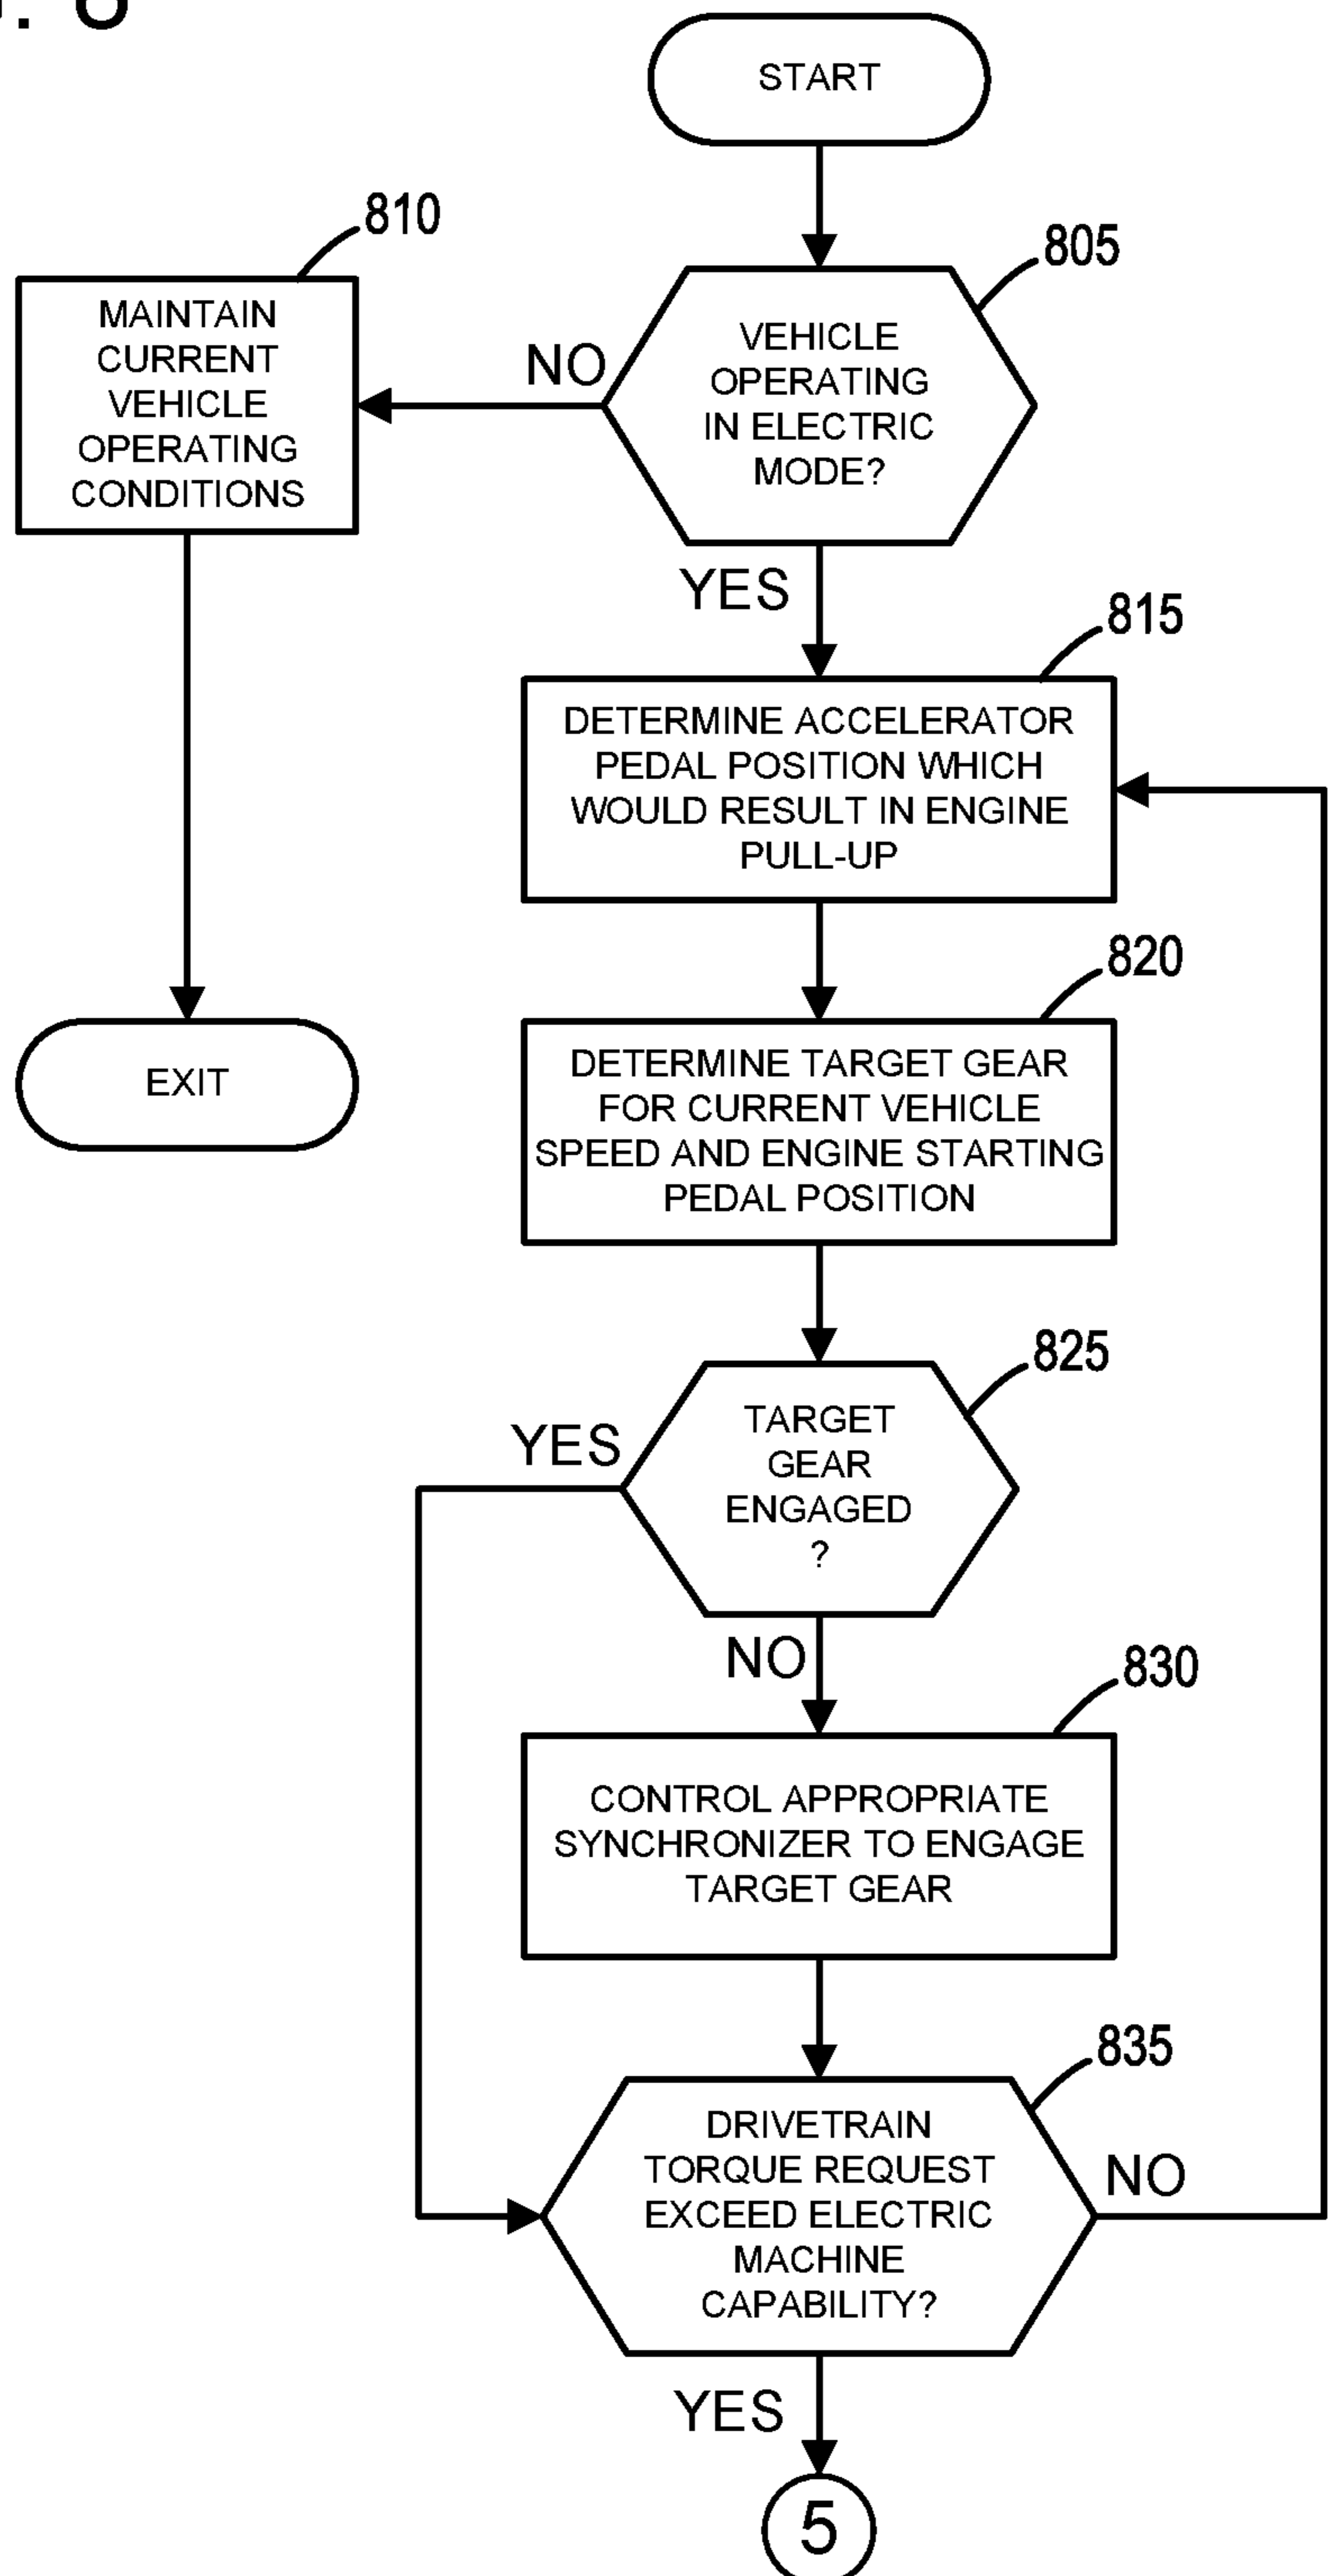 . 8
START
810
805
MAINTAIN
CURRENT
VEHICLE
OPERATING
CONDITIONS
NO
VEHICLE
OPERATING
IN ELECTRIC
MODE?
YES
815
DETERMINE ACCELERATOR
PEDAL POSITION WHICH
WOULD RESULT IN ENGINE
PULL-UP
820
EXIT
DETERMINE TARGET GEAR
FOR CURRENT VEHICLE
SPEED AND ENGINE STARTING
PEDAL POSITION
825
YES
TARGET
GEAR
ENGAGED
?
NO
830
CONTROL APPROPRIATE
SYNCHRONIZER TO ENGAGE
TARGET GEAR
835
DRIVETRAIN
TORQUE REQUEST
EXCEED ELECTRIC
MACHINE
CAPABILITY?
NO
YES
5